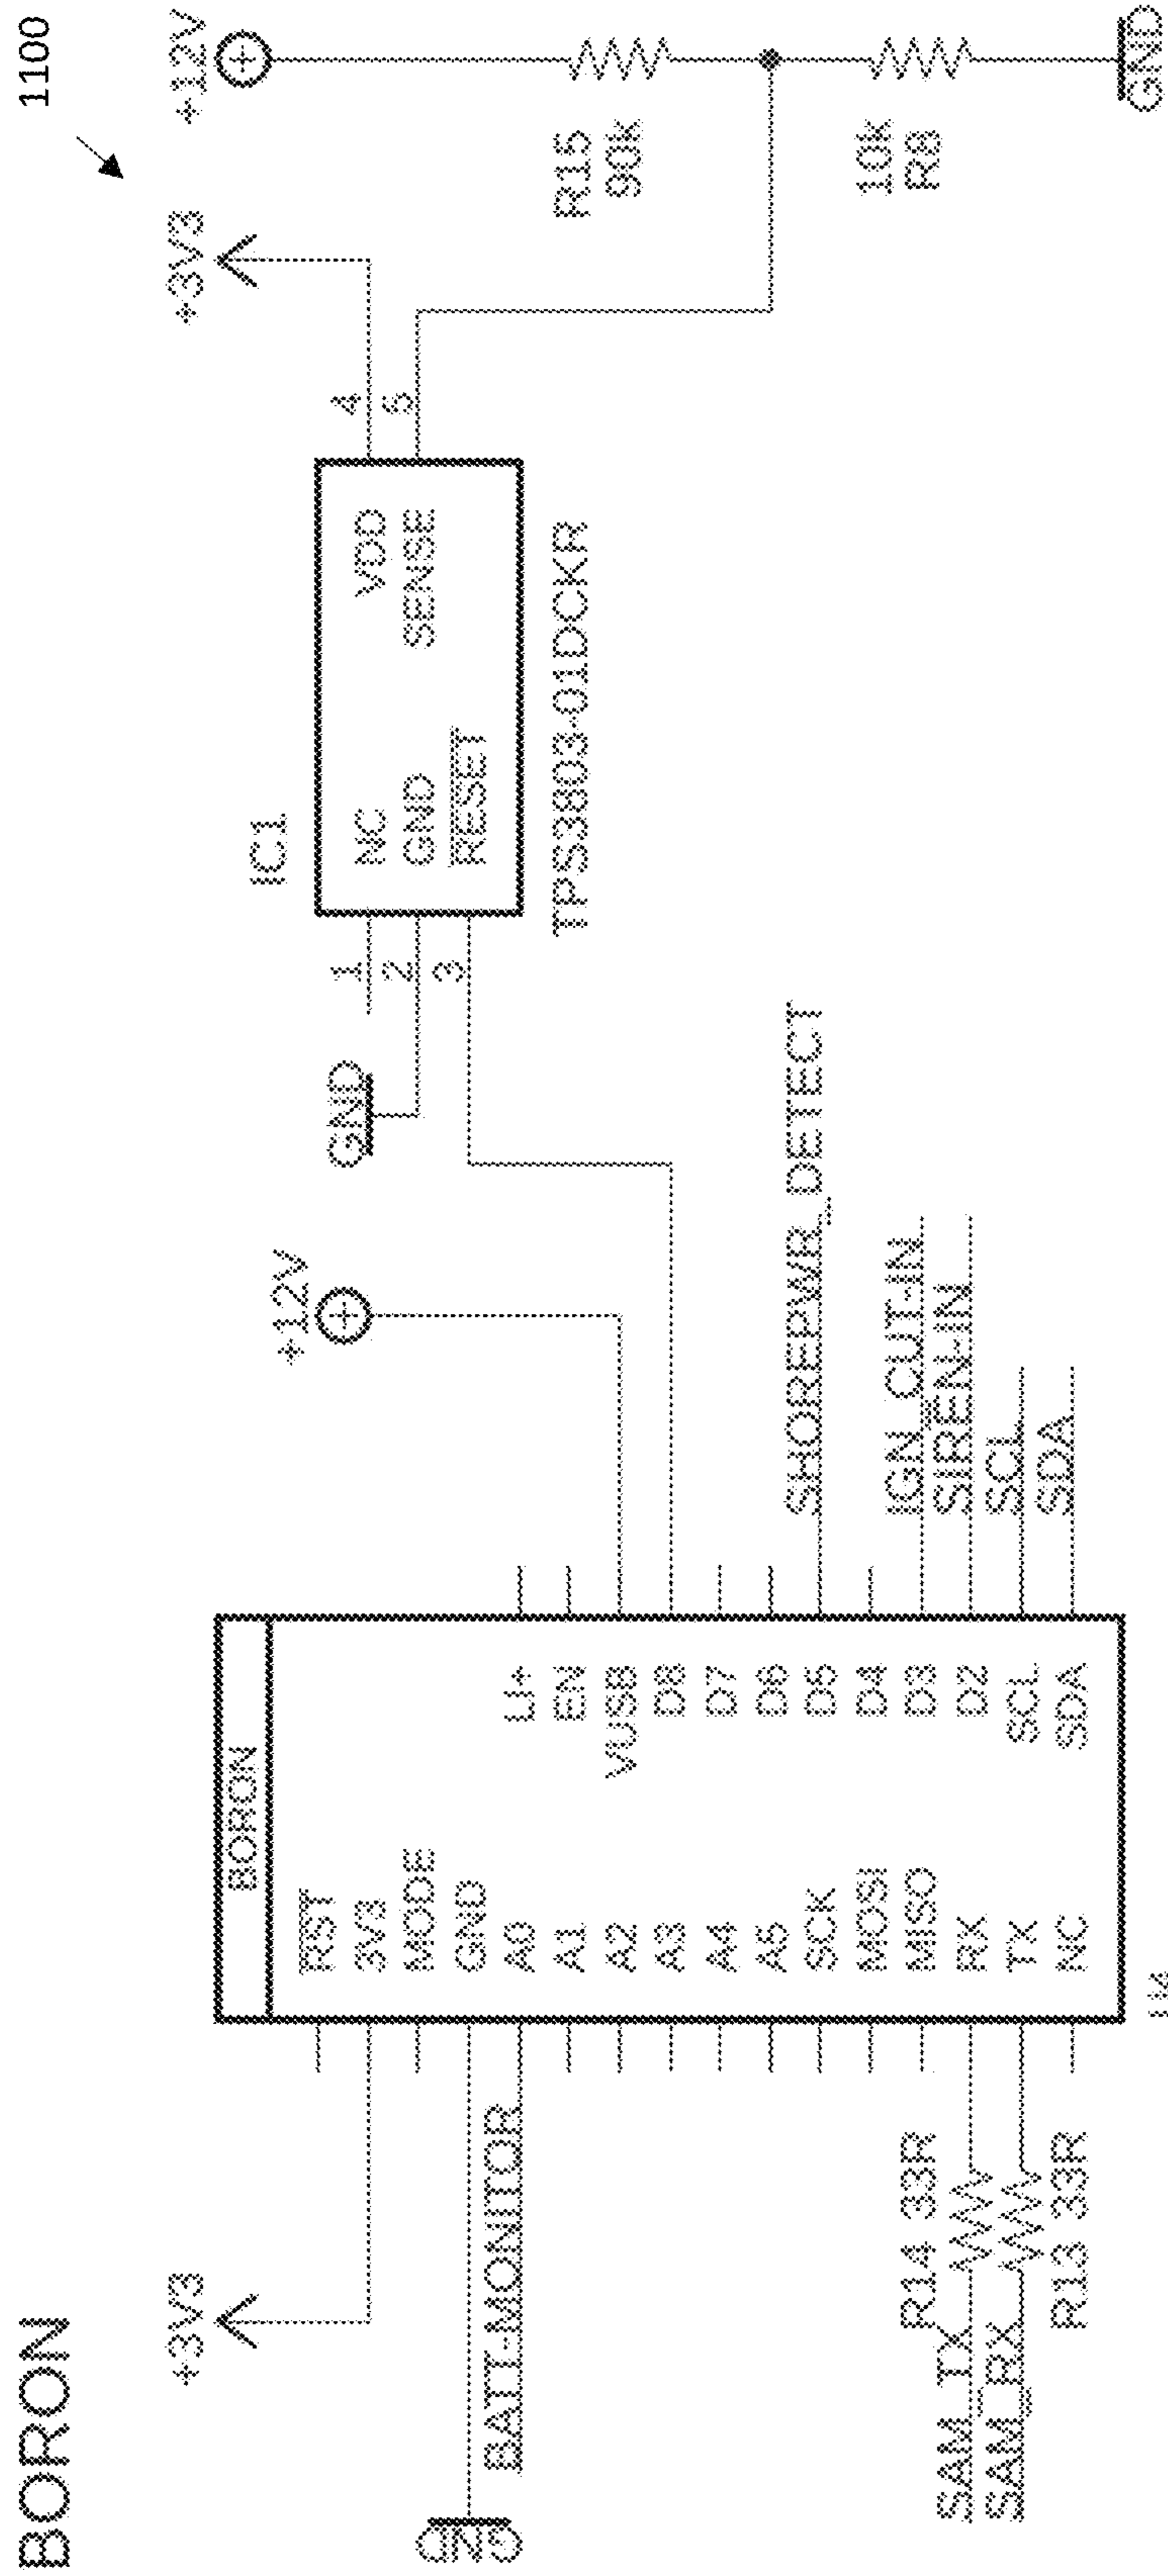 BORON
1100
+3V3
BORON
+12V
GND
IC1
+3V3
+12V
RST
3V3
MODE
GND
A0
A1
A2
A3
A4
A5
SCK
MOSI
MISO
RX
TX
NC
LI+
EN
VUSB
D8
D7
D6
D5
D4
D3
D2
SCL
SDA
GND
BATT-MONITOR
R14 33R
SAM_TX
SAM_RX
R13 33R
SHOREPWR_DETECT
IGN_CUT-IN
SIREN-IN
SCL
SDA
1
2
3
NC
GND
RESET
VDD
SENSE
4
5
TPS3803-01DCKR
R15
90k
10k
R8
GND